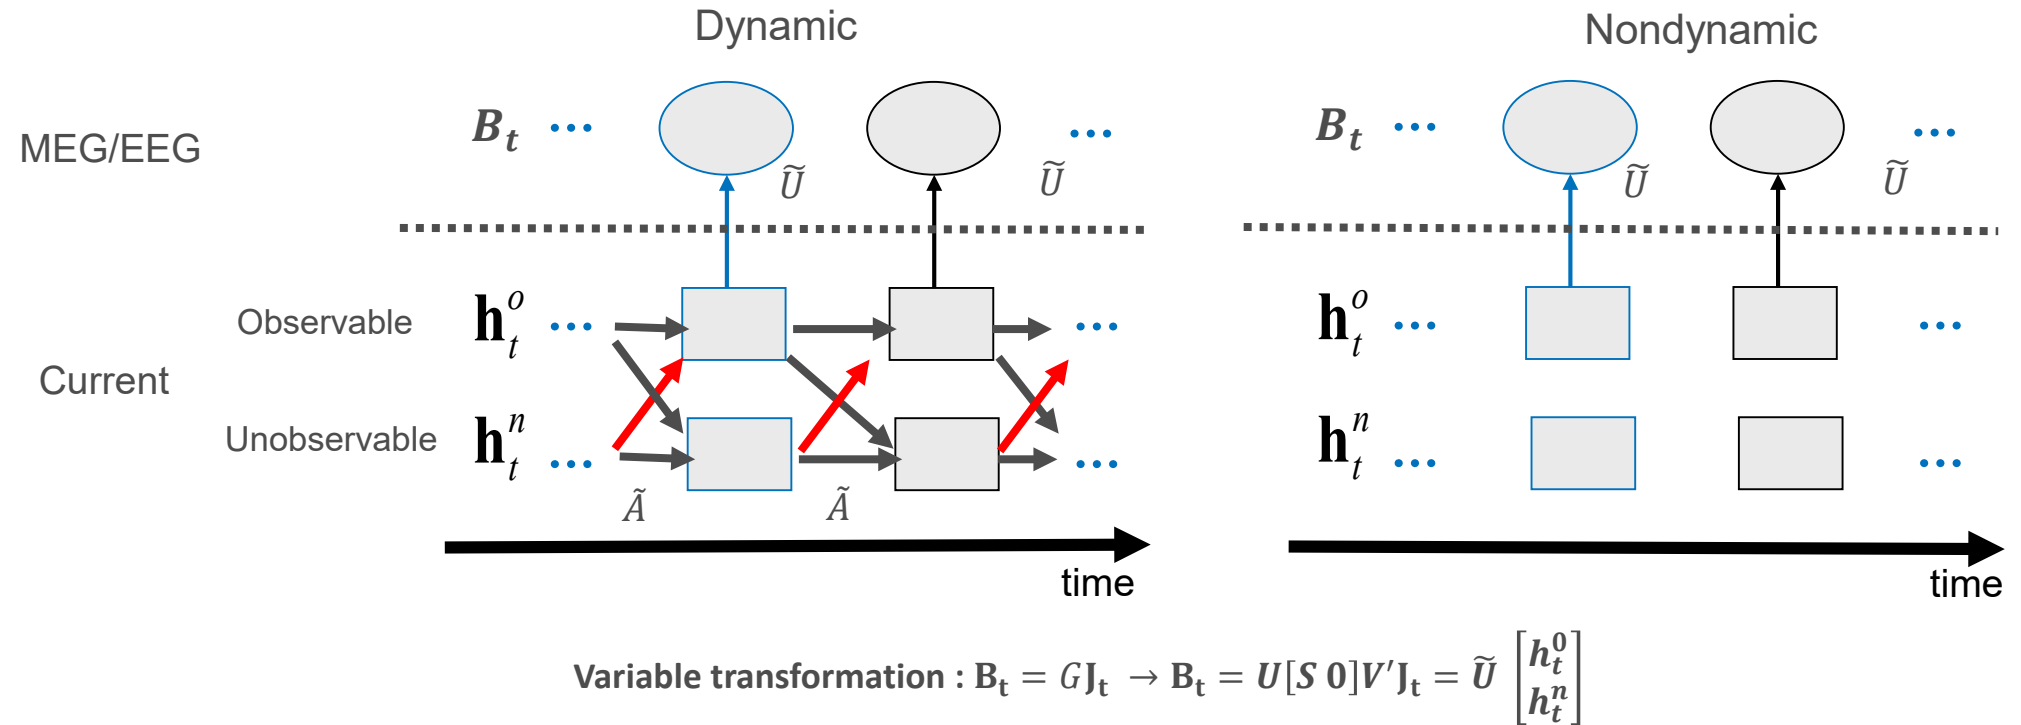 Dynamic
Nondynamic
MEG/EEG
B_t ... ... Ũ Ũ
B_t ... ... Ũ Ũ
Observable
h_t^o ... ...
h_t^o ... ...
Current
Unobservable
h_t^n ... ...
h_t^n ... ...
Ã Ã
time
time
Variable transformation : B_t = GJ_t → B_t = U[S 0]V′J_t = Ũ [h_t^0 h_t^n]